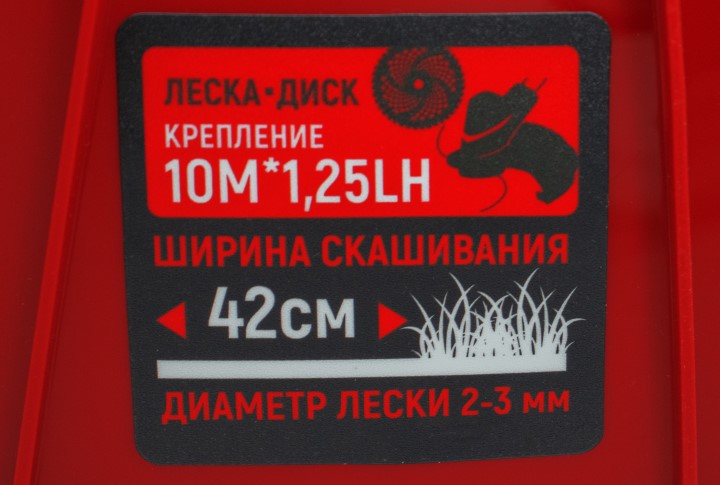 ЛЕСКА▪ДИСК
КРЕПЛЕНИЕ
10М*1,25LH
ШИРИНА СКАШИВАНИЯ
42СМ
ДИАМЕТР ЛЕСКИ 2-3 ММ